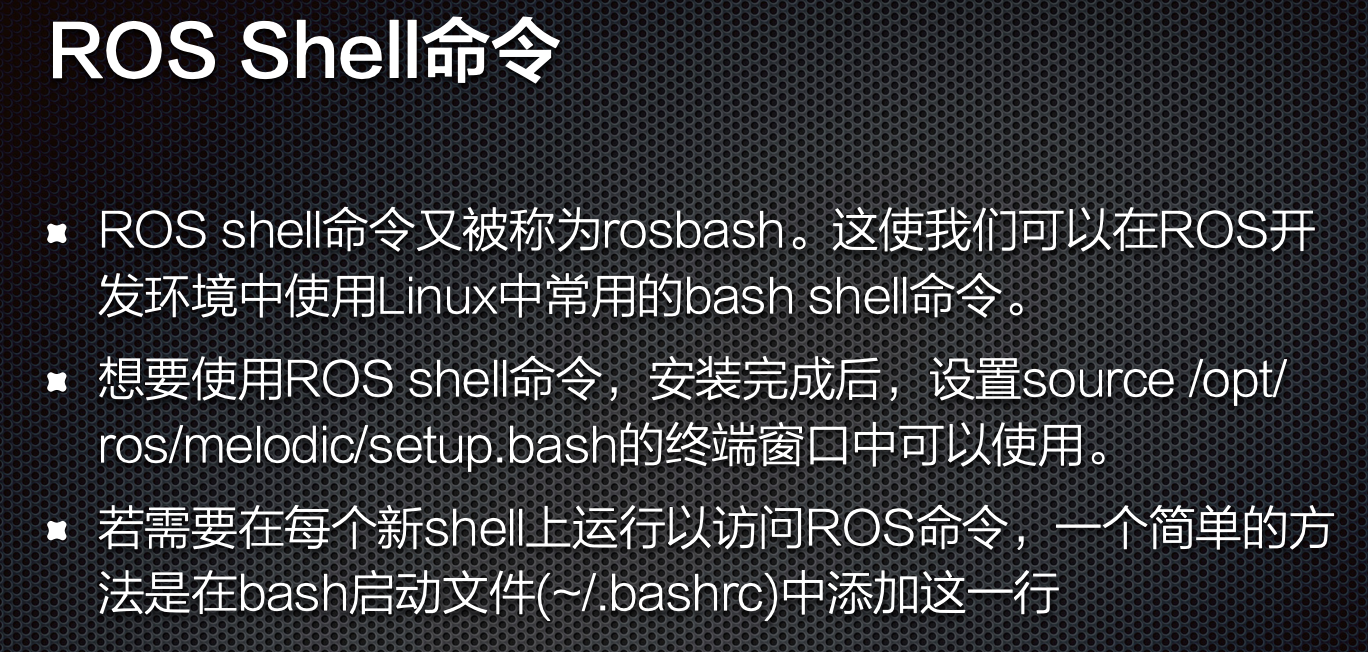 ROS Shell命令
ROS shell命令又被称为rosbash。这使我们可以在ROS开
发环境中使用Linux中常用的bash shell命令。
想要使用ROS shell命令，安装完成后，设置source /opt/
ros/melodic/setup.bash的终端窗口中可以使用。
若需要在每个新shell上运行以访问ROS命令，一个简单的方
法是在bash启动文件(~/.bashrc)中添加这一行